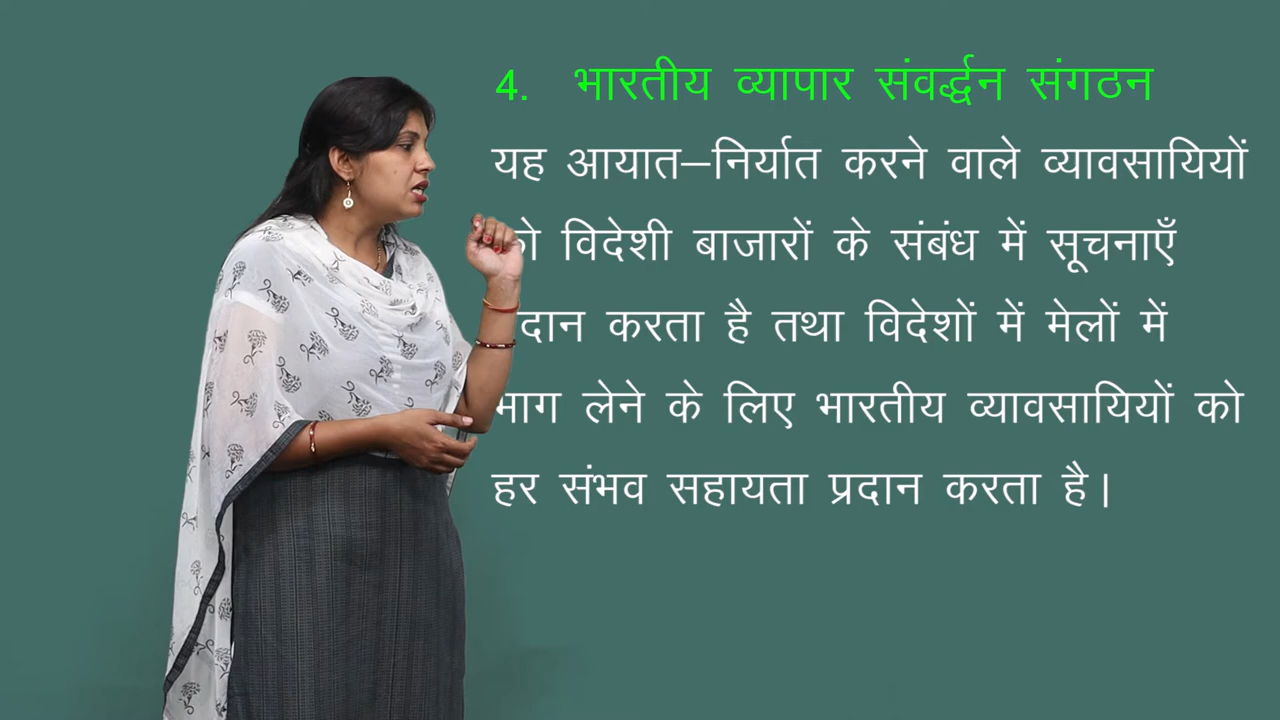 4. भारतीय व्यापार संवर्द्धन संगठन
यह आयात–निर्यात करने वाले व्यावसायियों
विदेशी बाजारों के संबंध में सूचनाएँ
करता है तथा विदेशों में मेलों में
भाग लेने के लिए भारतीय व्यावसायियों को
हर संभव सहायता प्रदान करता है।